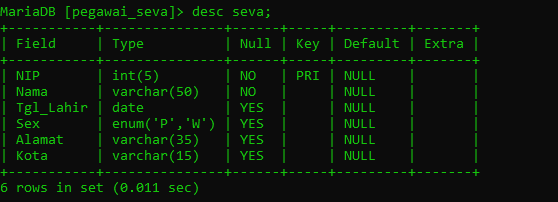 MariaDB [pegawai_seva]> desc seva;
+-----------+---------------+------+-----+---------+-------+
| Field     | Type          | Null | Key | Default | Extra |
+-----------+---------------+------+-----+---------+-------+
| NIP       | int(5)        | NO   | PRI | NULL    |       |
| Nama      | varchar(50)   | NO   |     | NULL    |       |
| Tgl_Lahir | date          | YES  |     | NULL    |       |
| Sex       | enum('P','W') | YES  |     | NULL    |       |
| Alamat    | varchar(35)   | YES  |     | NULL    |       |
| Kota      | varchar(15)   | YES  |     | NULL    |       |
+-----------+---------------+------+-----+---------+-------+
6 rows in set (0.011 sec)